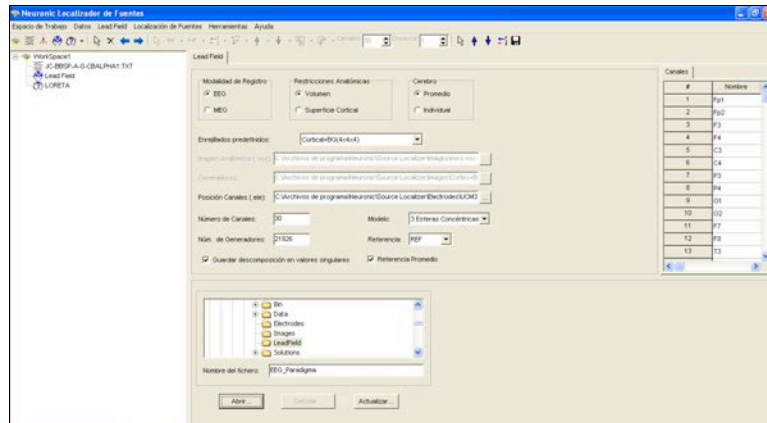 Neuronic Localizador de Fuentes
Espacio de Trabajo Datos Lead Field Localización de Fuentes Herramientas Ayuda
WorkSpace1
JC-BBSP-A-G-CBALPHA1.TXT
Lead Field
LORETA
Lead Field
Modalidad de Registro
EEG
MEG
Restricciones Anatómicas
Volumen
Superficie Cortical
Cerebro
Promedio
Individual
Enrejillados predefinidos: Cortical+BG(4x4x4)
Imagen Anatómica
Generadores:
Posición Canales (.ele): C:\Archivos de programa\Neuronic\Source Localizer\Electrodes\UCM3
Número de Canales: 30 Modelo: 3 Esferas Concéntricas
Núm. de Generadores: 21926 Referencia: REF
Guardar descomposición en valores singulares Referencia Promedio
Bin
Data
Electrodes
Images
LeadField
Solutions
Nombre del fichero: EEG_Paradigma
Abrir... Calcular Actualizar...
Canales
# Nombre
1 Fp1
2 Fp2
3 F3
4 F4
5 C3
6 C4
7 P3
8 P4
9 O1
10 O2
11 F7
12 F8
13 T3